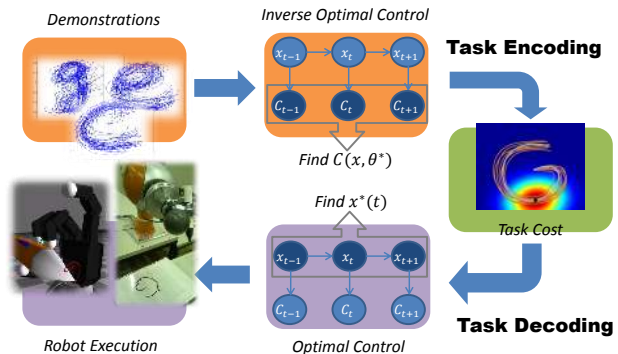 Demonstrations
Inverse Optimal Control
x_{t-1} x_t x_{t+1}
C_{t-1} C_t C_{t+1}
Find C(x, θ*)
Task Encoding
Task Cost
Find x*(t)
x_{t-1} x_t x_{t+1}
C_{t-1} C_t C_{t+1}
Task Decoding
Robot Execution
Optimal Control